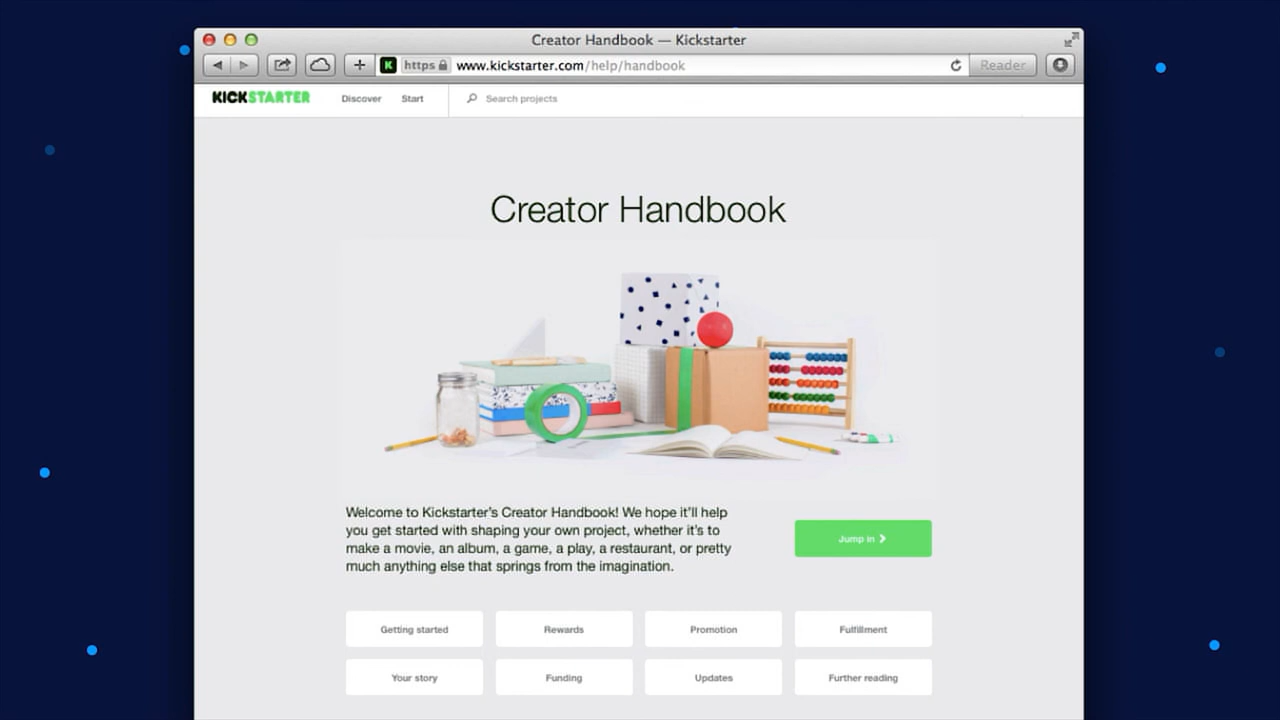 Creator Handbook — Kickstarter
https www.kickstarter.com/help/handbook
Reader
KICKSTARTER
Discover
Start
Search projects
Creator Handbook
Welcome to Kickstarter's Creator Handbook! We hope it'll help
you get started with shaping your own project, whether it's to
make a movie, an album, a game, a play, a restaurant, or pretty
much anything else that springs from the imagination.
Jump in
Getting started
Rewards
Promotion
Fulfillment
Your story
Funding
Updates
Further reading